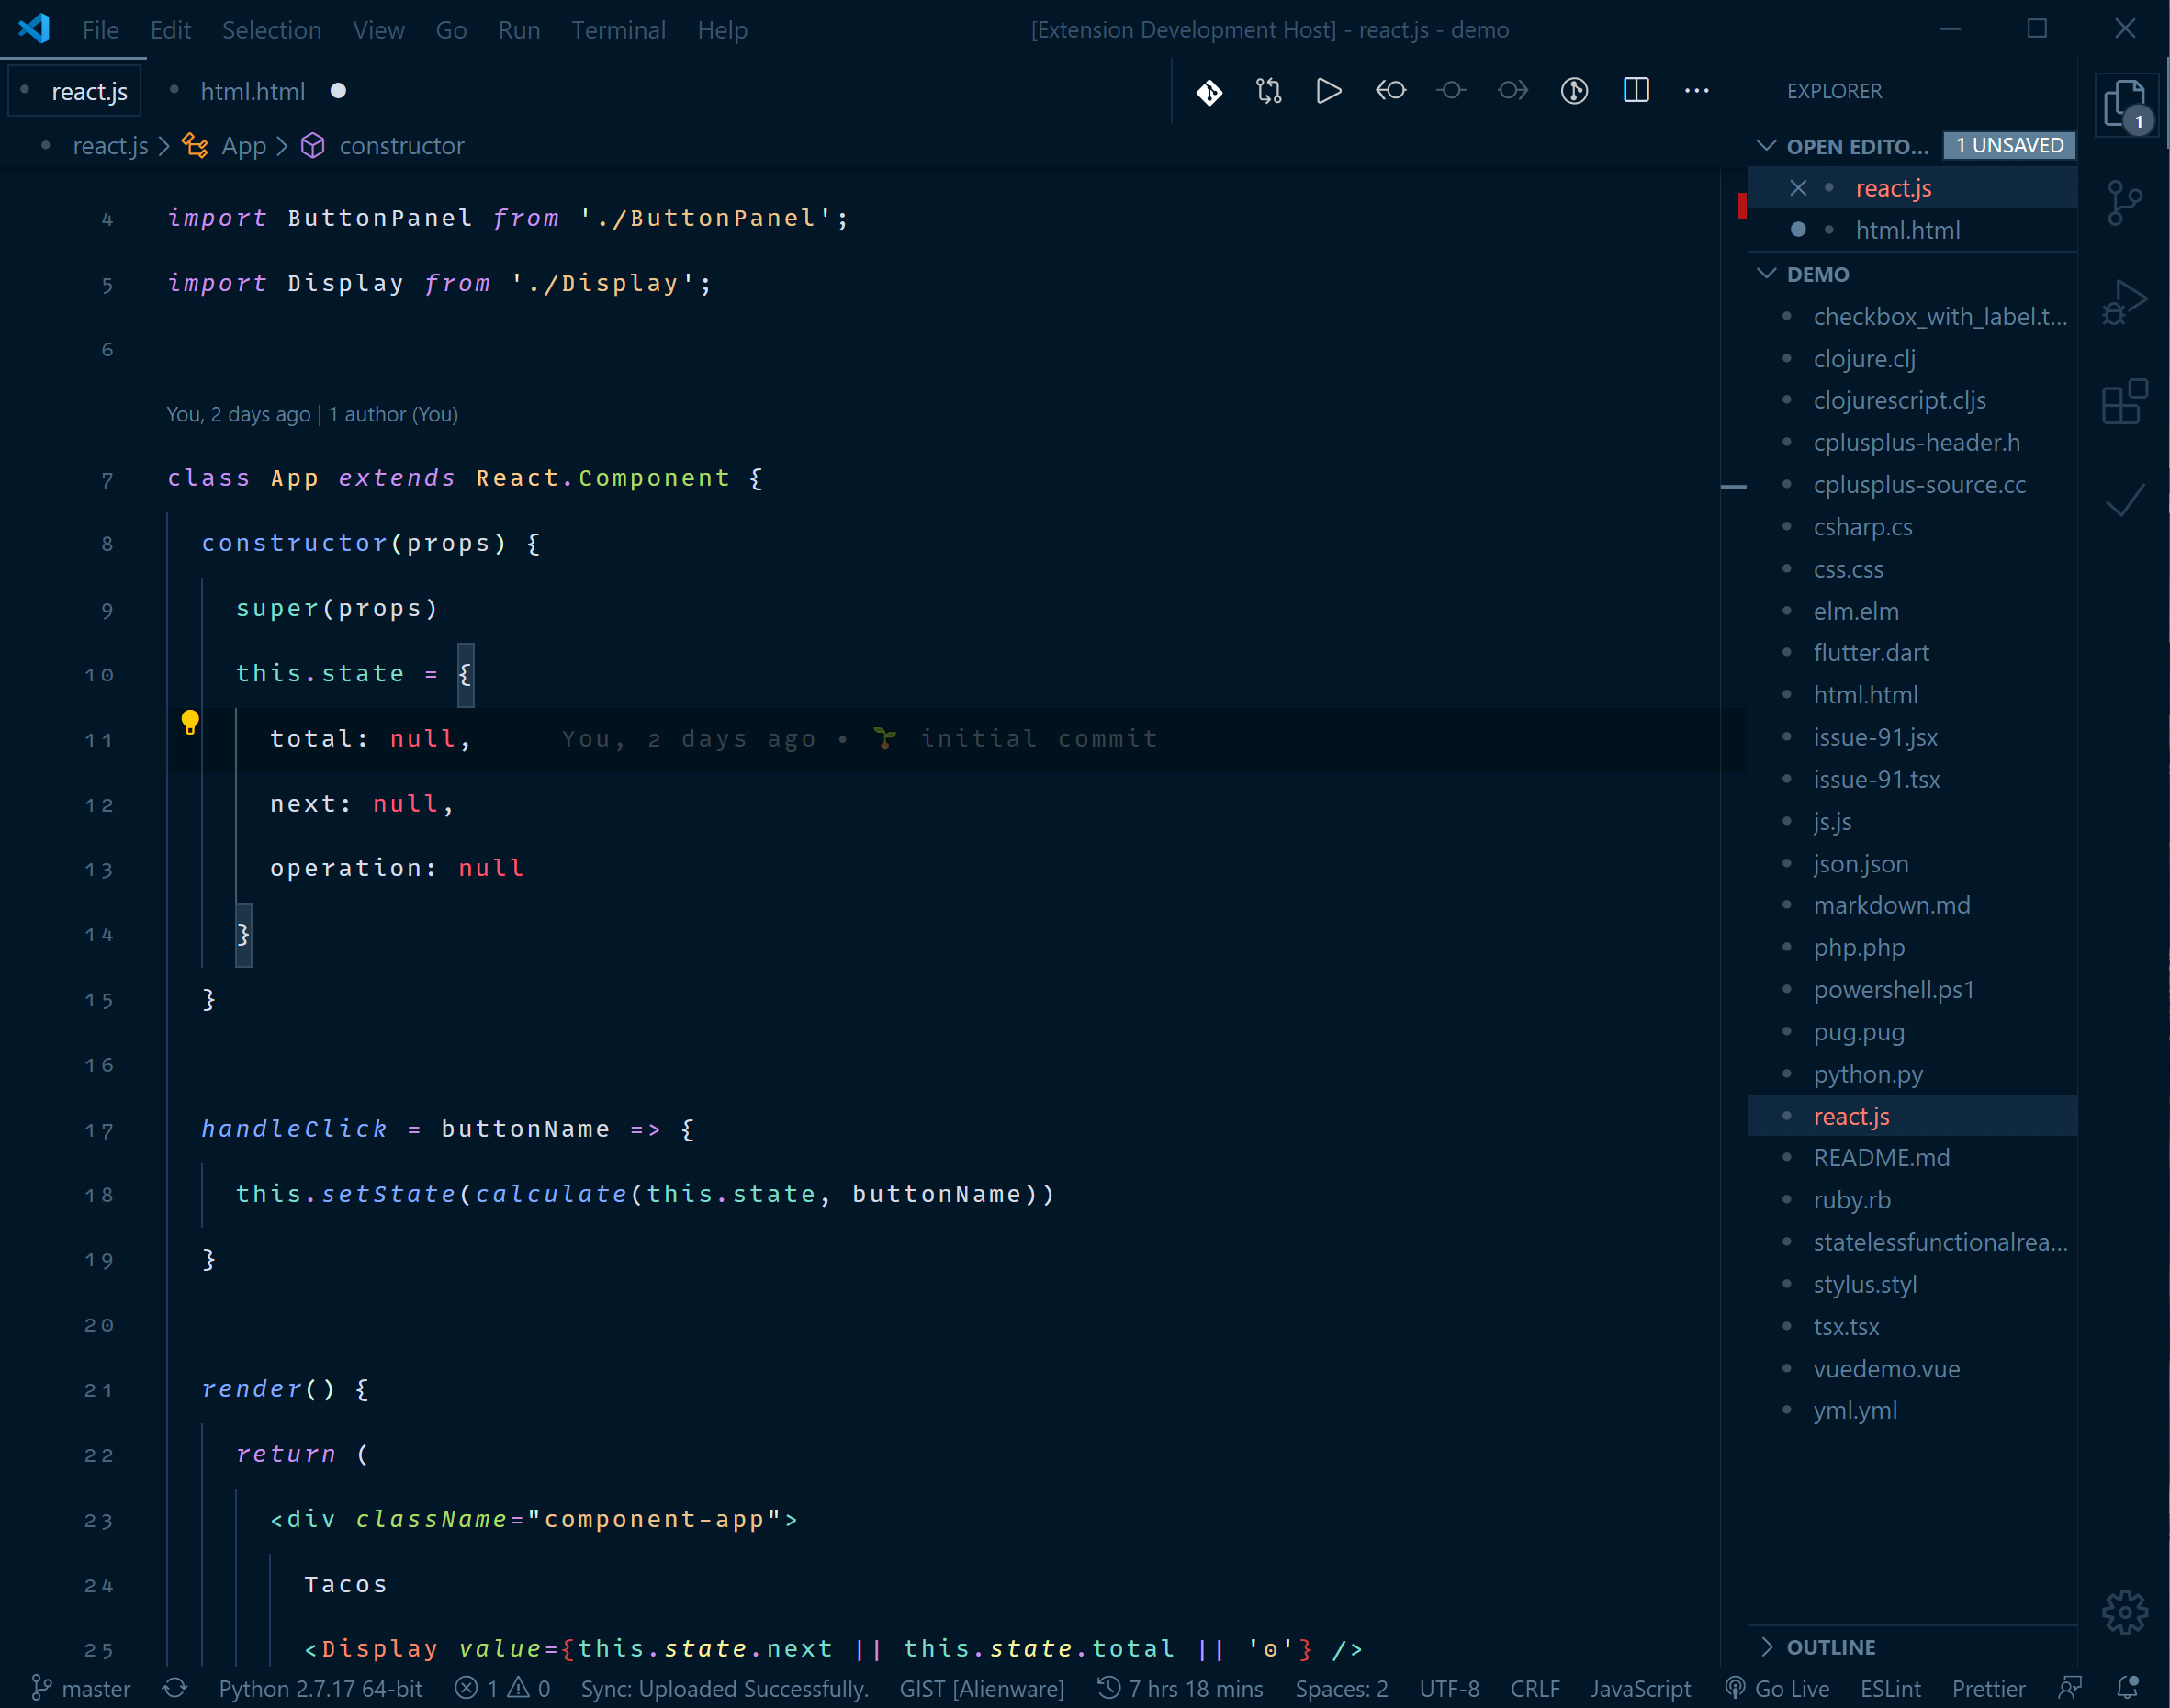 File Edit Selection View Go Run Terminal Help [Extension Development Host] - react.js - demo
react.js html.html
EXPLORER
1
react.js > App > constructor
OPEN EDITO... 1 UNSAVED
react.js
html.html
4 import ButtonPanel from './ButtonPanel';
5 import Display from './Display';
6
You, 2 days ago | 1 author (You)
7 class App extends React.Component {
8 constructor(props) {
9 super(props)
10 this.state = {
11 total: null, You, 2 days ago • 🌱 initial commit
12 next: null,
13 operation: null
14 }
15 }
16
17 handleClick = buttonName => {
18 this.setState(calculate(this.state, buttonName))
19 }
20
21 render() {
22 return (
23 <div className="component-app">
24 Tacos
25 <Display value={this.state.next || this.state.total || '0'} />
DEMO
checkbox_with_label.t...
clojure.clj
clojurescript.cljs
cplusplus-header.h
cplusplus-source.cc
csharp.cs
css.css
elm.elm
flutter.dart
html.html
issue-91.jsx
issue-91.tsx
js.js
json.json
markdown.md
php.php
powershell.ps1
pug.pug
python.py
react.js
README.md
ruby.rb
statelessfunctionalrea...
stylus.styl
tsx.tsx
vuedemo.vue
yml.yml
OUTLINE
master Python 2.7.17 64-bit 1 0 Sync: Uploaded Successfully. GIST [Alienware] 7 hrs 18 mins Spaces: 2 UTF-8 CRLF JavaScript Go Live ESLint Prettier